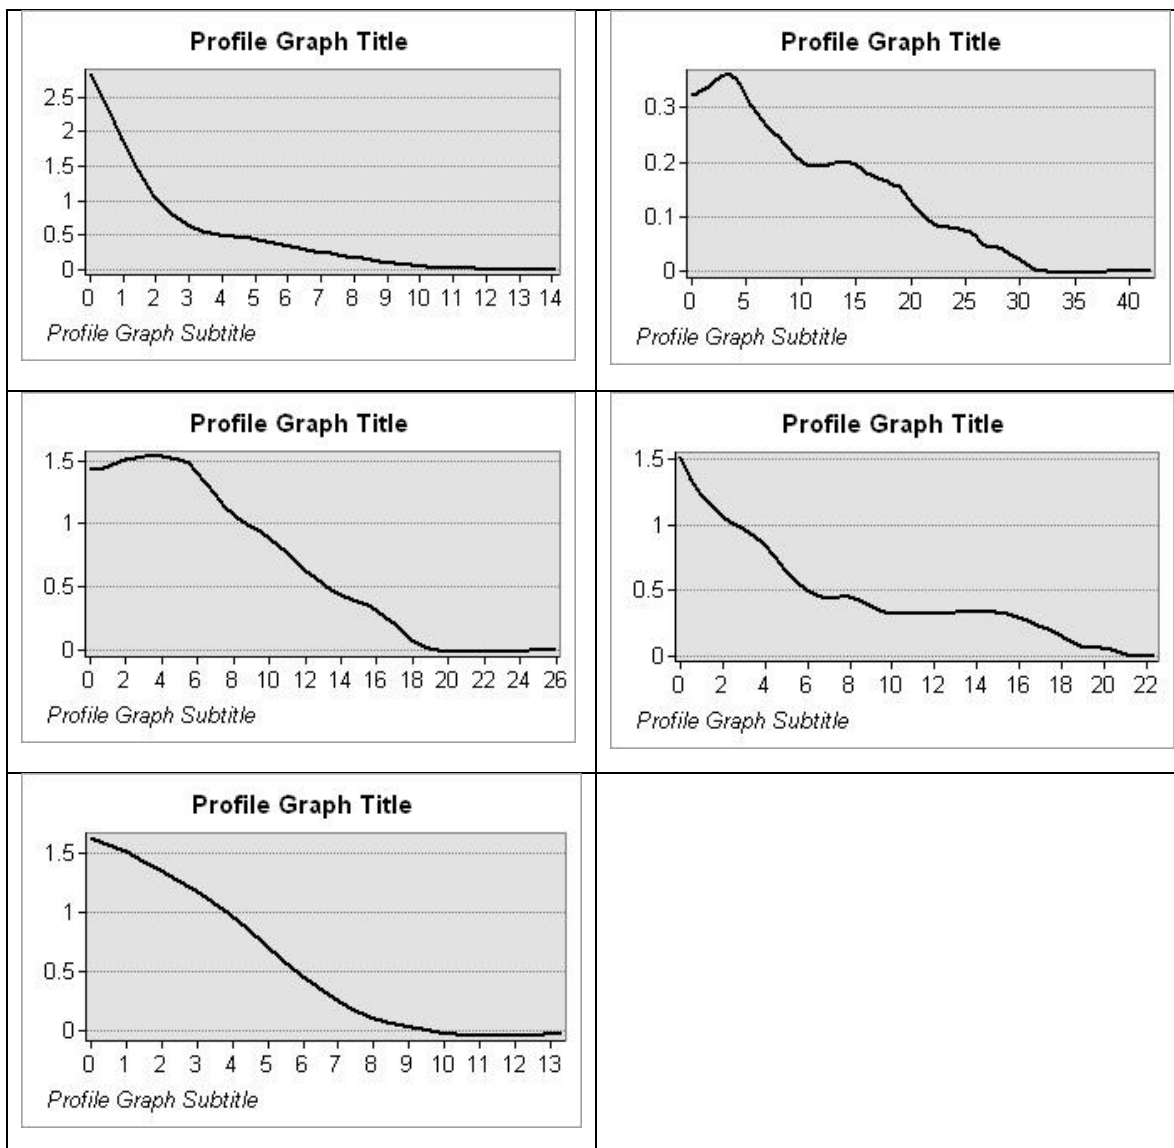 Profile Graph Title
2.5
2
1.5
1
0.5
0
0 1 2 3 4 5 6 7 8 9 10 11 12 13 14
Profile Graph Subtitle
Profile Graph Title
0.3
0.2
0.1
0
0 5 10 15 20 25 30 35 40
Profile Graph Subtitle
Profile Graph Title
1.5
1
0.5
0
0 2 4 6 8 10 12 14 16 18 20 22 24 26
Profile Graph Subtitle
Profile Graph Title
1.5
1
0.5
0
0 2 4 6 8 10 12 14 16 18 20 22
Profile Graph Subtitle
Profile Graph Title
1.5
1
0.5
0
0 1 2 3 4 5 6 7 8 9 10 11 12 13
Profile Graph Subtitle